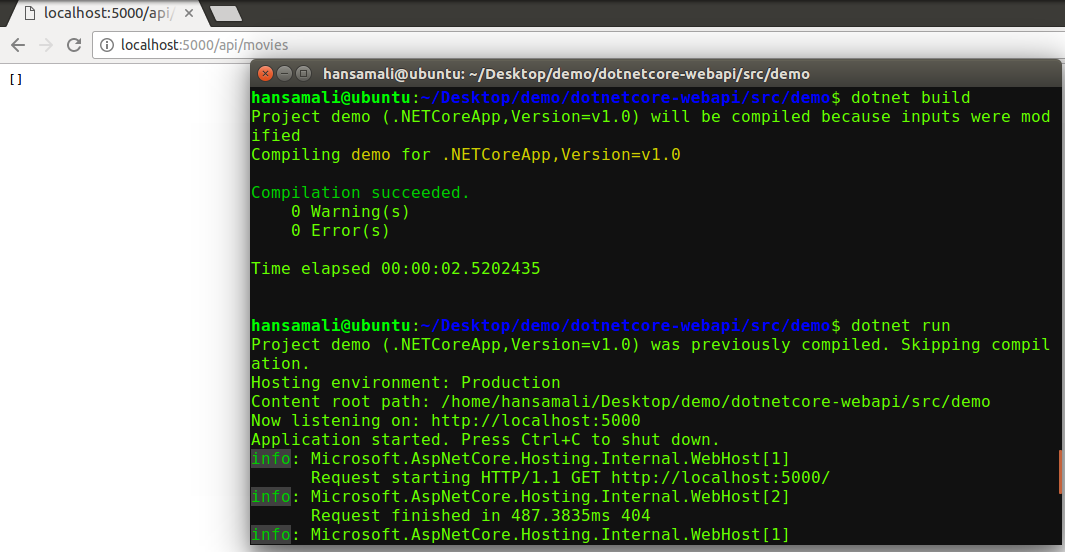 localhost:5000/api/
localhost:5000/api/movies
[]
hansamali@ubuntu: ~/Desktop/demo/dotnetcore-webapi/src/demo
hansamali@ubuntu:~/Desktop/demo/dotnetcore-webapi/src/demo$ dotnet build
Project demo (.NETCoreApp,Version=v1.0) will be compiled because inputs were mod
ified
Compiling demo for .NETCoreApp,Version=v1.0
Compilation succeeded.
0 Warning(s)
0 Error(s)
Time elapsed 00:00:02.5202435
hansamali@ubuntu:~/Desktop/demo/dotnetcore-webapi/src/demo$ dotnet run
Project demo (.NETCoreApp,Version=v1.0) was previously compiled. Skipping compil
ation.
Hosting environment: Production
Content root path: /home/hansamali/Desktop/demo/dotnetcore-webapi/src/demo
Now listening on: http://localhost:5000
Application started. Press Ctrl+C to shut down.
info: Microsoft.AspNetCore.Hosting.Internal.WebHost[1]
Request starting HTTP/1.1 GET http://localhost:5000/
info: Microsoft.AspNetCore.Hosting.Internal.WebHost[2]
Request finished in 487.3835ms 404
info: Microsoft.AspNetCore.Hosting.Internal.WebHost[1]